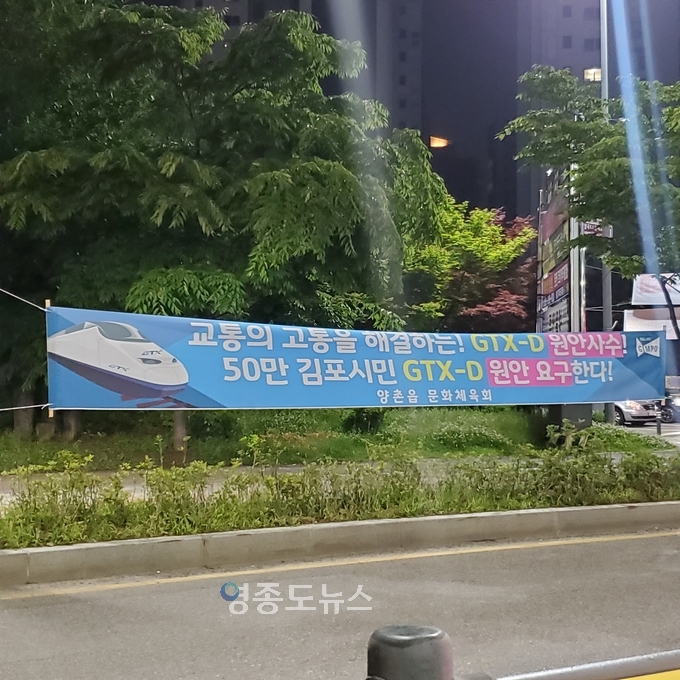 교통의 고통을 해결하는! GTX-D 원안사수!
50만 김포시민 GTX-D 원안 요구한다!
양촌읍 문화체육회
GTX
영종도뉴스